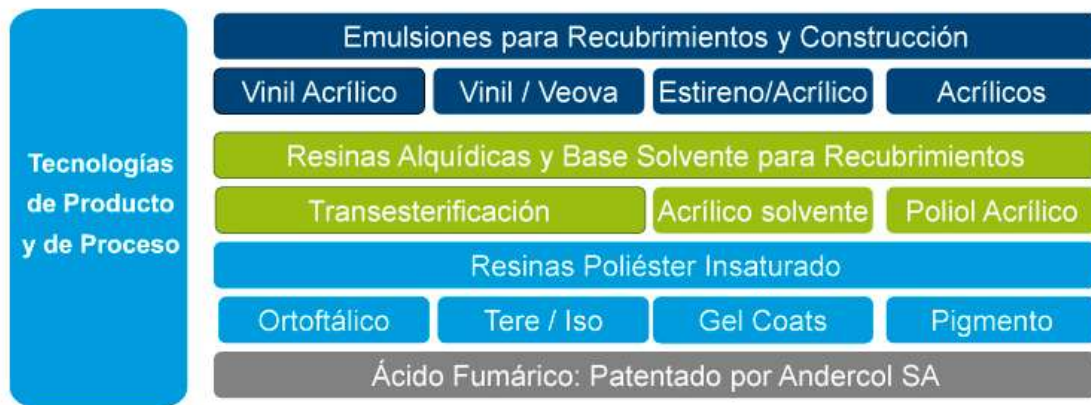 Tecnologías
de Producto
y de Proceso
Emulsiones para Recubrimientos y Construcción
Vinil Acrílico
Vinil / Veova
Estireno/Acrílico
Acrílicos
Resinas Alquídicas y Base Solvente para Recubrimientos
Transesterificación
Acrílico solvente
Poliol Acrílico
Resinas Poliéster Insaturado
Ortoftálico
Tere / Iso
Gel Coats
Pigmento
Ácido Fumárico: Patentado por Andercol SA